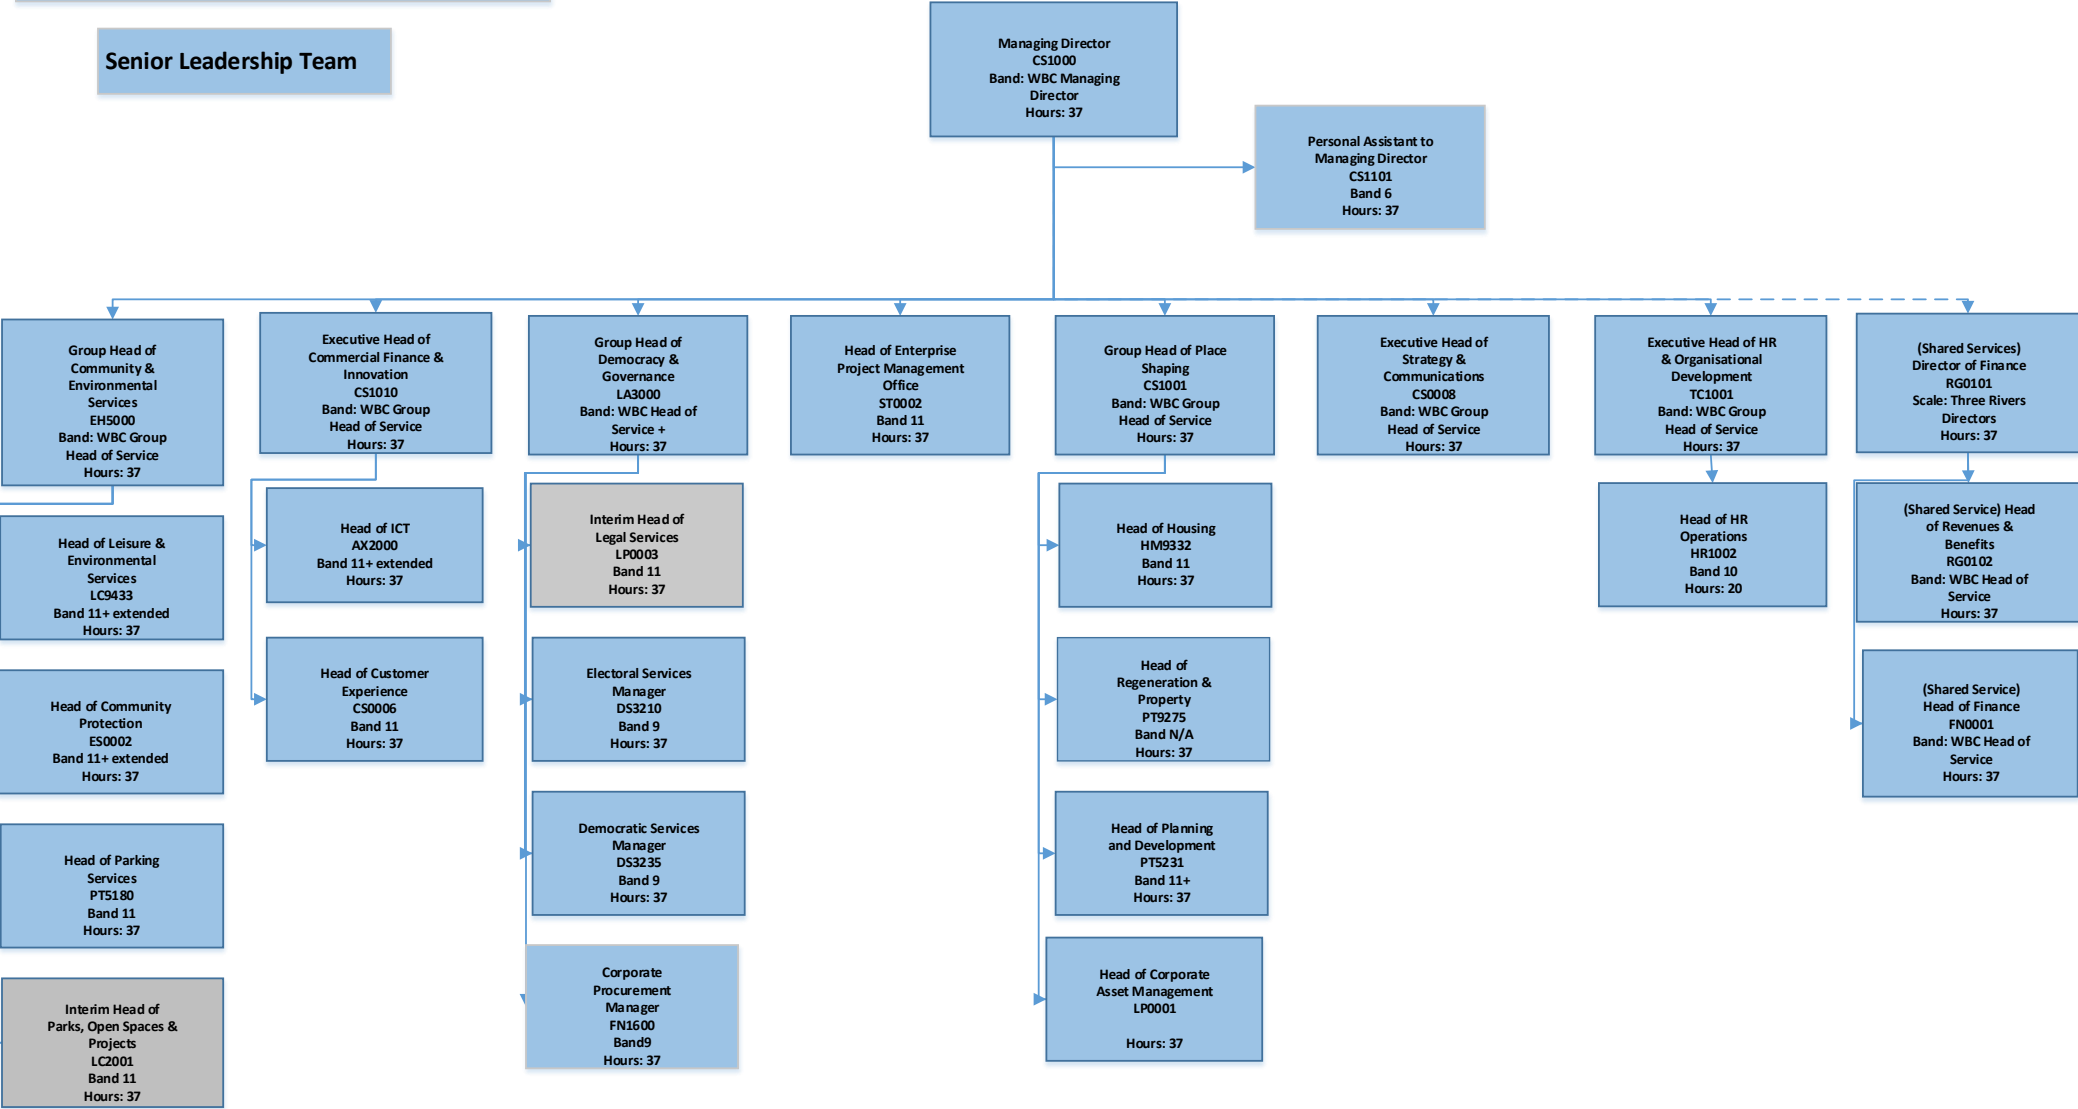 Senior Leadership Team
Managing Director
CS1000
Band: WBC Managing
Director
Hours: 37
Personal Assistant to
Managing Director
CS1101
Band 6
Hours: 37
Group Head of
Community &
Environmental
Services
EH5000
Band: WBC Group
Head of Service
Hours: 37
Executive Head of
Commercial Finance &
Innovation
CS1010
Band: WBC Group
Head of Service
Hours: 37
Group Head of
Democracy &
Governance
LA3000
Band: WBC Head of
Service +
Hours: 37
Head of Enterprise
Project Management
Office
ST0002
Band 11
Hours: 37
Group Head of Place
Shaping
CS1001
Band: WBC Group
Head of Service
Hours: 37
Executive Head of
Strategy &
Communications
CS0008
Band: WBC Group
Head of Service
Hours: 37
Executive Head of HR
& Organisational
Development
TC1001
Band: WBC Group
Head of Service
Hours: 37
(Shared Services)
Director of Finance
RG0101
Scale: Three Rivers
Directors
Hours: 37
Head of Leisure &
Environmental
Services
LC9433
Band 11+ extended
Hours: 37
Head of ICT
AX2000
Band 11+ extended
Hours: 37
Interim Head of
Legal Services
LP0003
Band 11
Hours: 37
Head of Housing
HM9332
Band 11
Hours: 37
Head of HR
Operations
HR1002
Band 10
Hours: 20
(Shared Service) Head
of Revenues &
Benefits
RG0102
Band: WBC Head of
Service
Hours: 37
Head of Community
Protection
ES0002
Band 11+ extended
Hours: 37
Head of Customer
Experience
CS0006
Band 11
Hours: 37
Electoral Services
Manager
DS3210
Band 9
Hours: 37
Head of
Regeneration &
Property
PT9275
Band N/A
Hours: 37
(Shared Service)
Head of Finance
FN0001
Band: WBC Head of
Service
Hours: 37
Head of Parking
Services
PT5180
Band 11
Hours: 37
Democratic Services
Manager
DS3235
Band 9
Hours: 37
Head of Planning
and Development
PT5231
Band 11+
Hours: 37
Interim Head of
Parks, Open Spaces &
Projects
LC2001
Band 11
Hours: 37
Corporate
Procurement
Manager
FN1600
Band9
Hours: 37
Head of Corporate
Asset Management
LP0001
Hours: 37